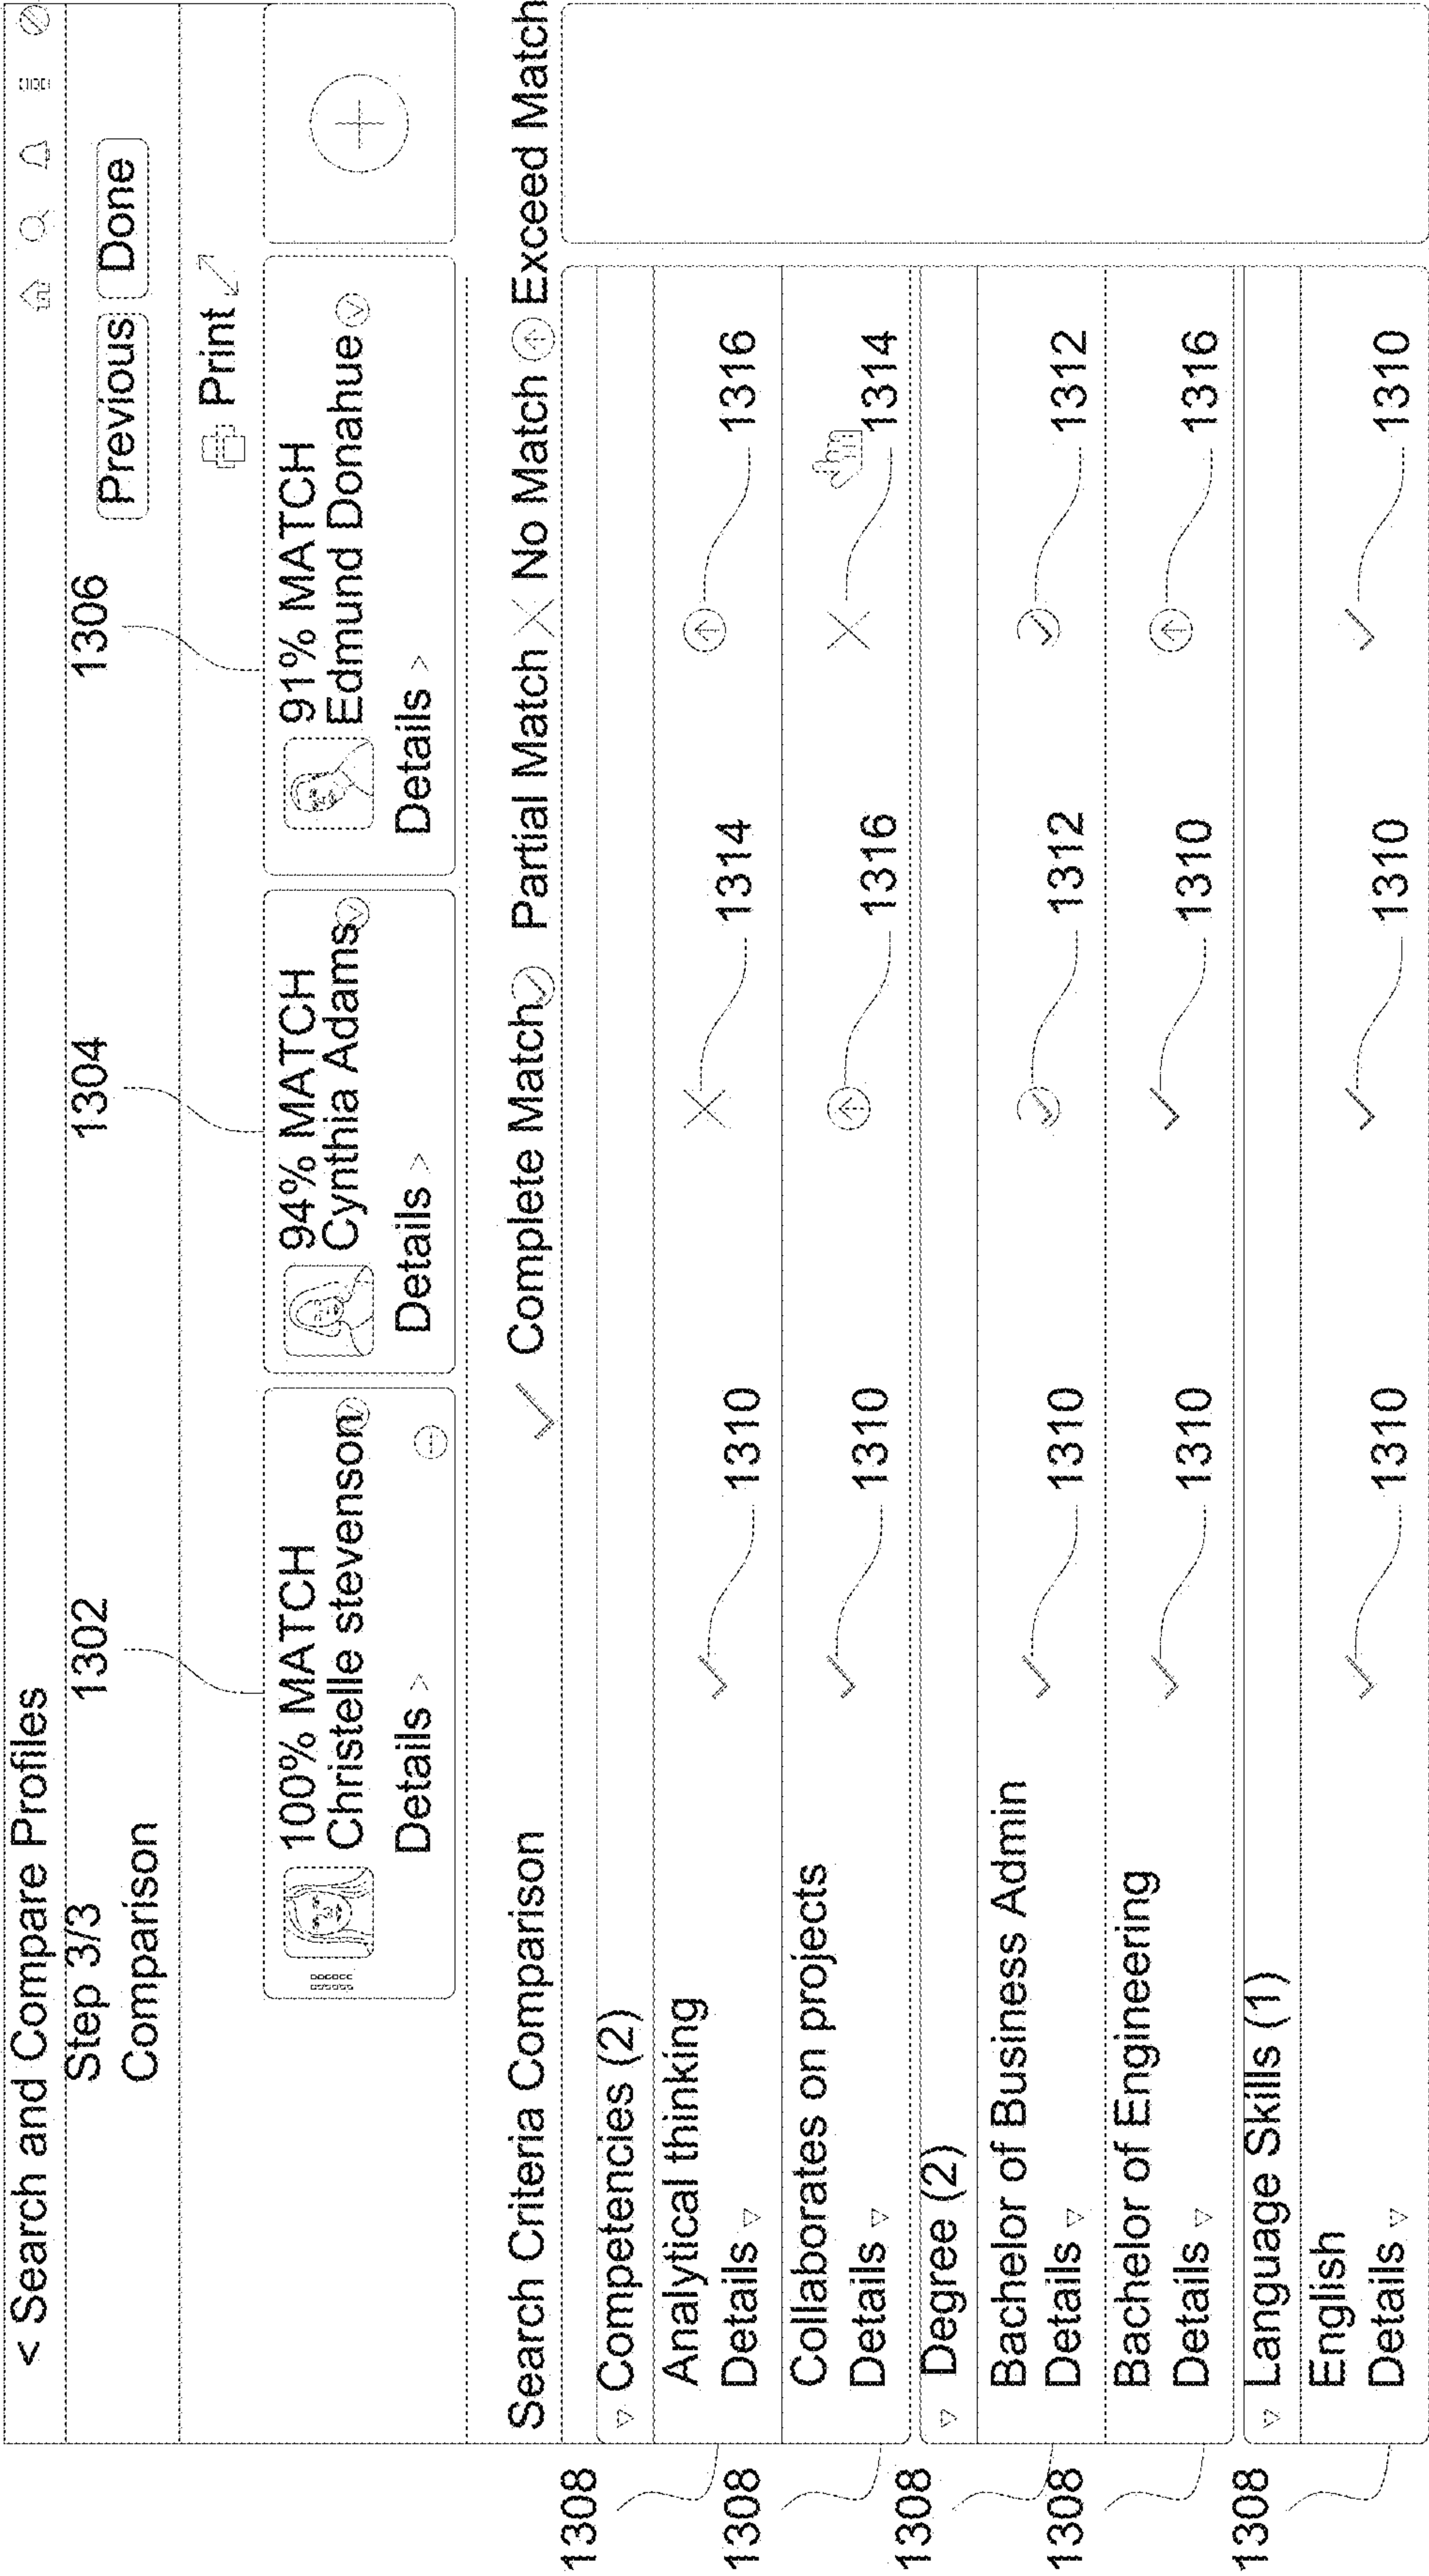 < Search and Compare Profiles
Step 3/3
Comparison
1302
1304
1306
Previous
Done
Print
100% MATCH
Christelle stevenson
Details >
94% MATCH
Cynthia Adams
Details >
91% MATCH
Edmund Donahue
Details >
Search Criteria Comparison
Complete Match
Partial Match
No Match
Exceed Match
1308
Competencies (2)
Analytical thinking
Details
1310
1314
1316
1308
Collaborates on projects
Details
1310
1316
1314
1308
Degree (2)
Bachelor of Business Admin
Details
1310
1312
1312
1308
Bachelor of Engineering
Details
1310
1310
1316
1308
Language Skills (1)
English
Details
1310
1310
1310